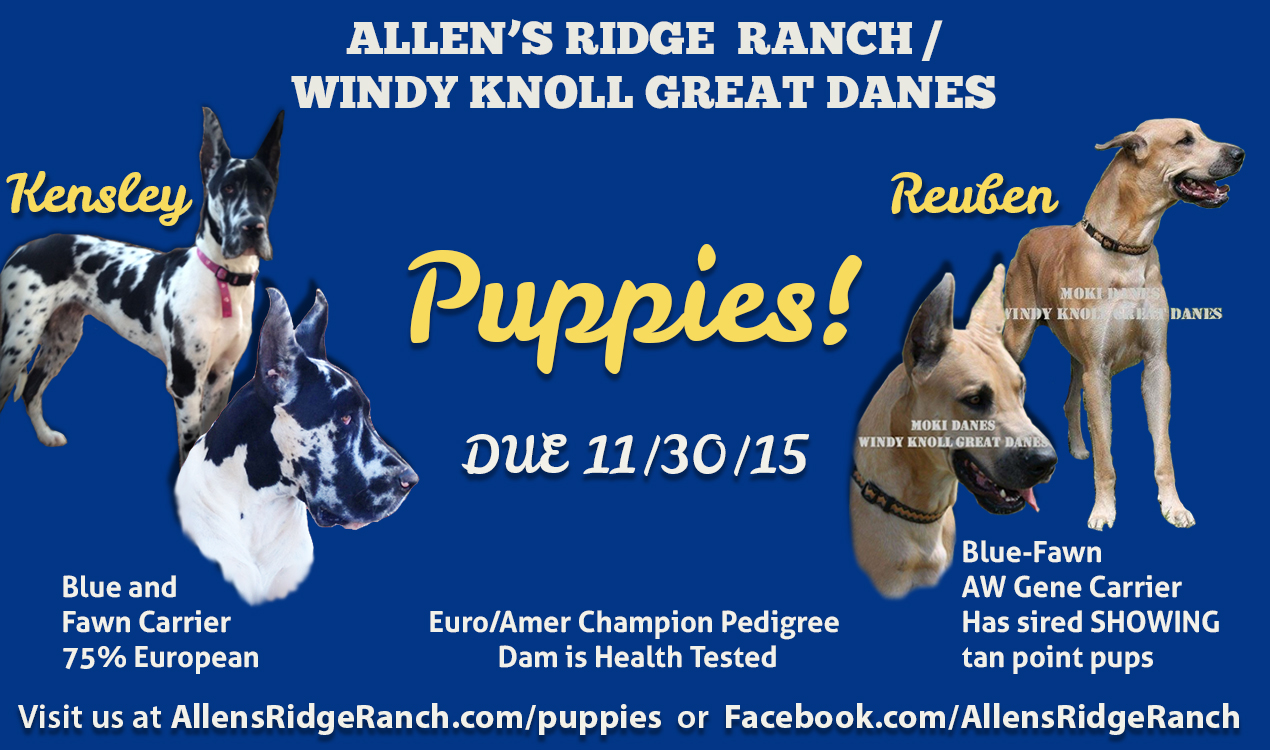 ALLEN'S RIDGE RANCH /
WINDY KNOLL GREAT DANES
Kensley
Reuben
Puppies!
MOKI DANES
WINDY KNOLL GREAT DANES
MOKI DANES
WINDY KNOLL GREAT DANES
DUE 11/30/15
Blue and
Fawn Carrier
75% European
Euro/Amer Champion Pedigree
Dam is Health Tested
Blue-Fawn
AW Gene Carrier
Has sired SHOWING
tan point pups
Visit us at AllensRidgeRanch.com/puppies or Facebook.com/AllensRidgeRanch